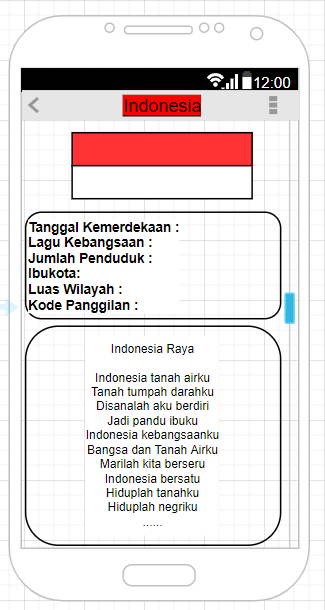 12:00
Indonesia
Tanggal Kemerdekaan :
Lagu Kebangsaan :
Jumlah Penduduk :
Ibukota:
Luas Wilayah :
Kode Panggilan :
Indonesia Raya
Indonesia tanah airku
Tanah tumpah darahku
Disanalah aku berdiri
Jadi pandu ibuku
Indonesia kebangsaanku
Bangsa dan Tanah Airku
Marilah kita berseru
Indonesia bersatu
Hiduplah tanahku
Hiduplah negriku
......